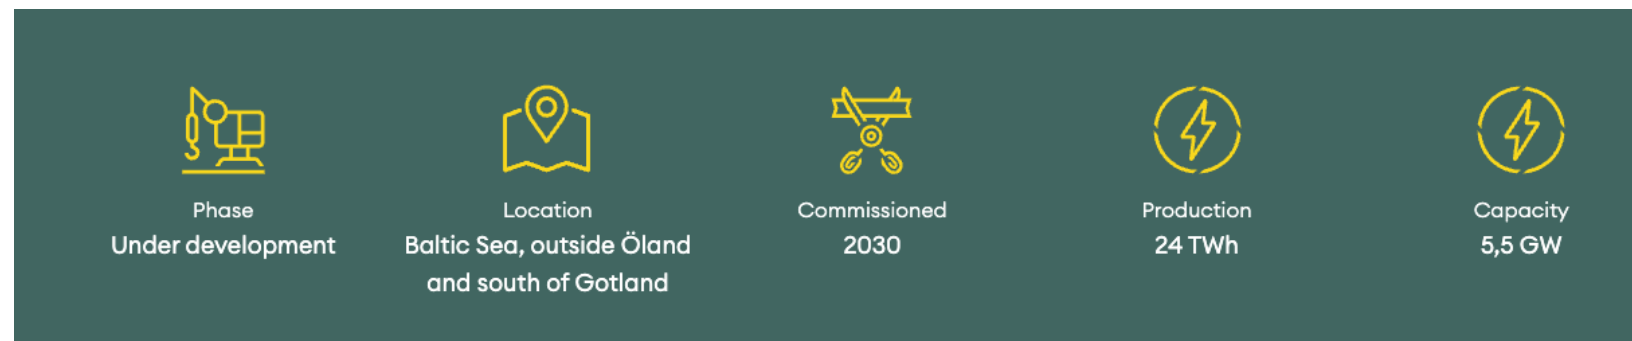 Phase
Under development
Location
Baltic Sea, outside Öland
and south of Gotland
Commissioned
2030
Production
24 TWh
Capacity
5,5 GW